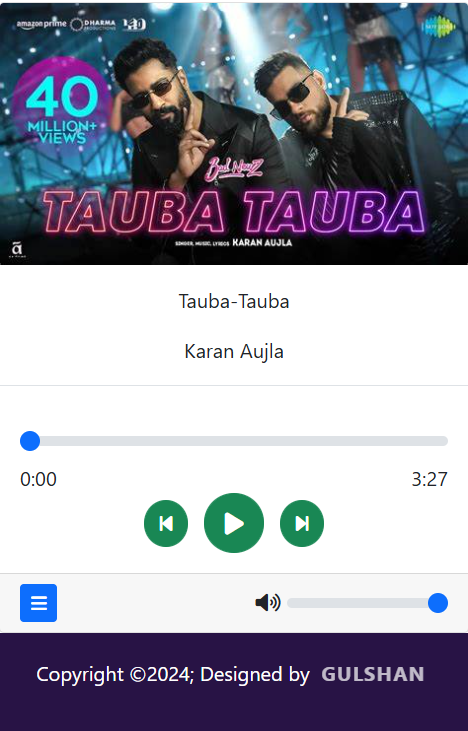 amazon prime DHARMA PRODUCTIONS
40
MILLION+
VIEWS
Bad Newz
TAUBA TAUBA
SINGER, MUSIC, LYRICS KARAN AUJLA
Tauba-Tauba
Karan Aujla
0:00 3:27
Copyright ©2024; Designed by GULSHAN